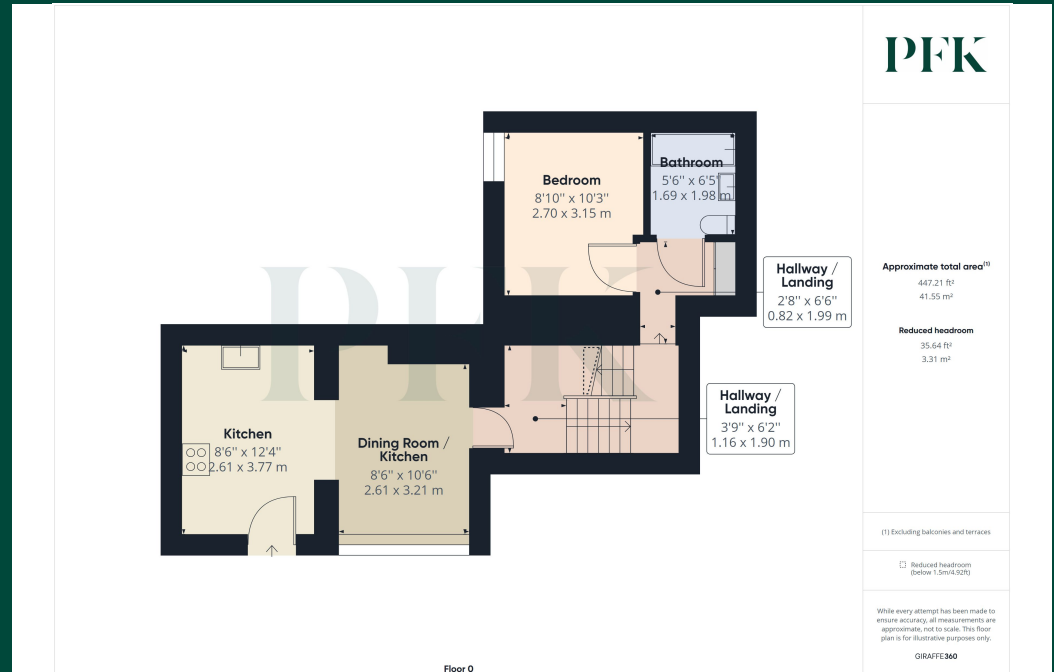 PFK
Bedroom
8'10" x 10'3"
2.70 x 3.15 m
Bathroom
5'6" x 6'5"
1.69 x 1.98 m
Hallway /
Landing
2'8" x 6'6"
0.82 x 1.99 m
PFK
Kitchen
8'6" x 12'4"
2.61 x 3.77 m
Dining Room /
Kitchen
8'6" x 10'6"
2.61 x 3.21 m
Hallway /
Landing
3'9" x 6'2"
1.16 x 1.90 m
Floor 0
Approximate total area(1)
447.21 ft²
41.55 m²
Reduced headroom
35.64 ft²
3.31 m²
(1) Excluding balconies and terraces
Reduced headroom
(below 1.5m/4.92ft)
While every attempt has been made to
ensure accuracy, all measurements are
approximate, not to scale. This floor
plan is for illustrative purposes only.
GIRAFFE360